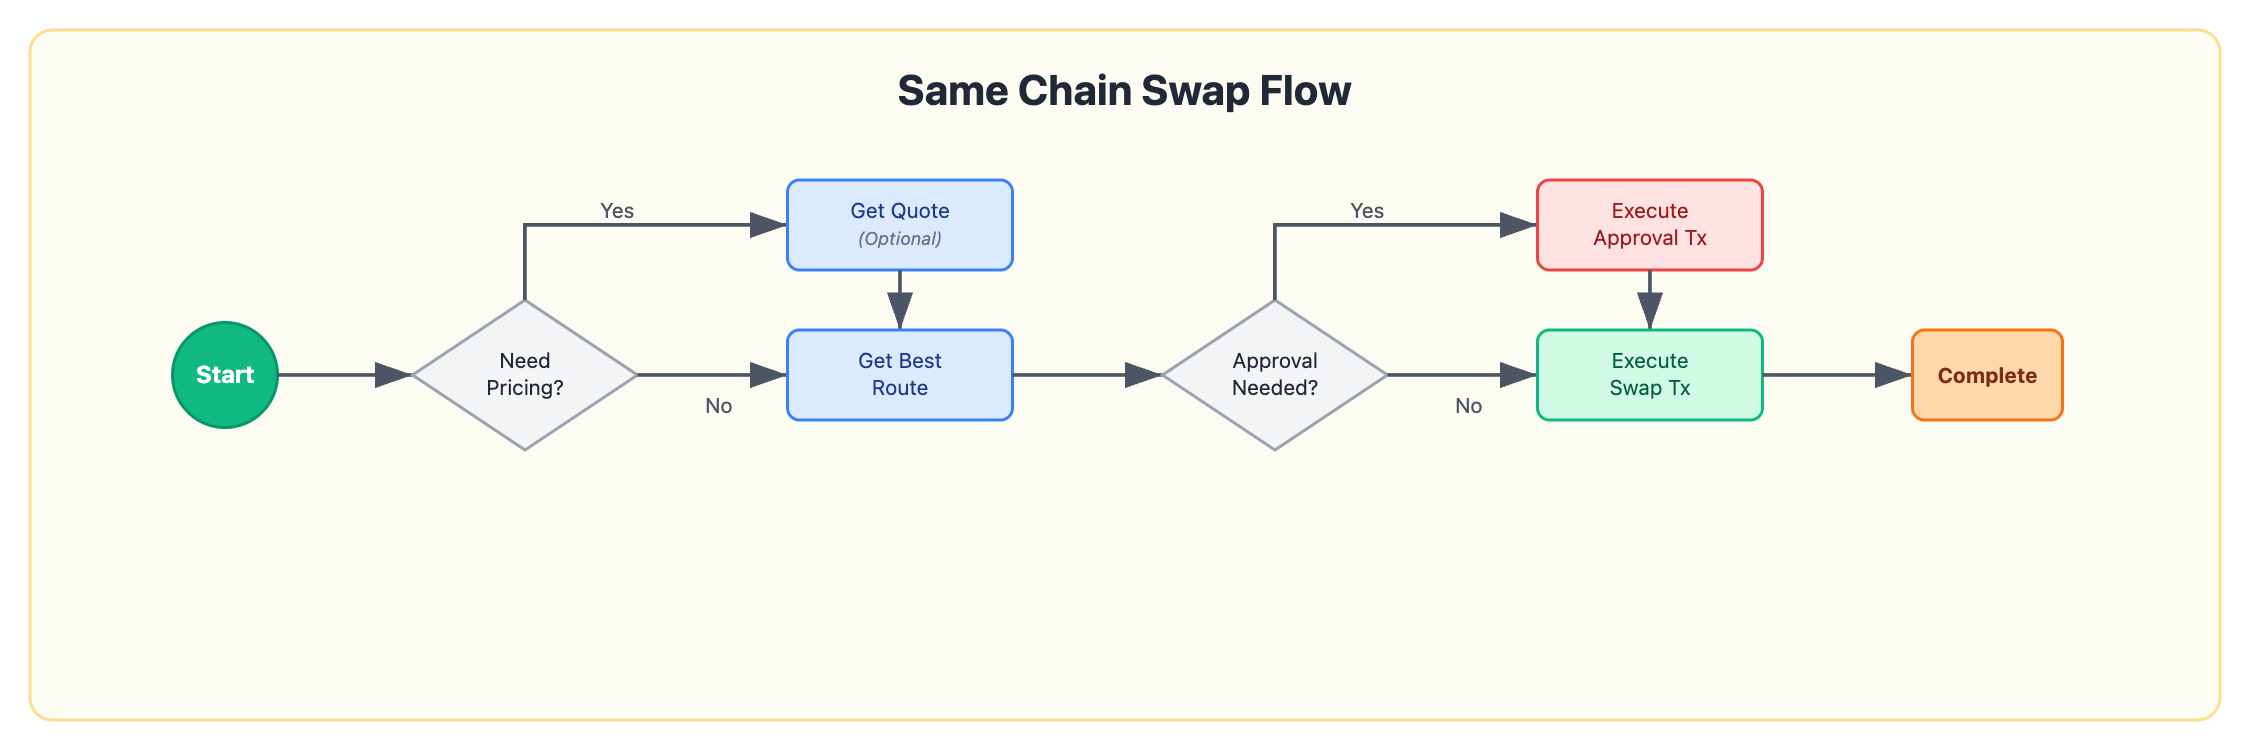 Same Chain Swap Flow
Yes
Get Quote
(Optional)
Yes
Execute
Approval Tx
Start
Need
Pricing?
No
Get Best
Route
Approval
Needed?
No
Execute
Swap Tx
Complete